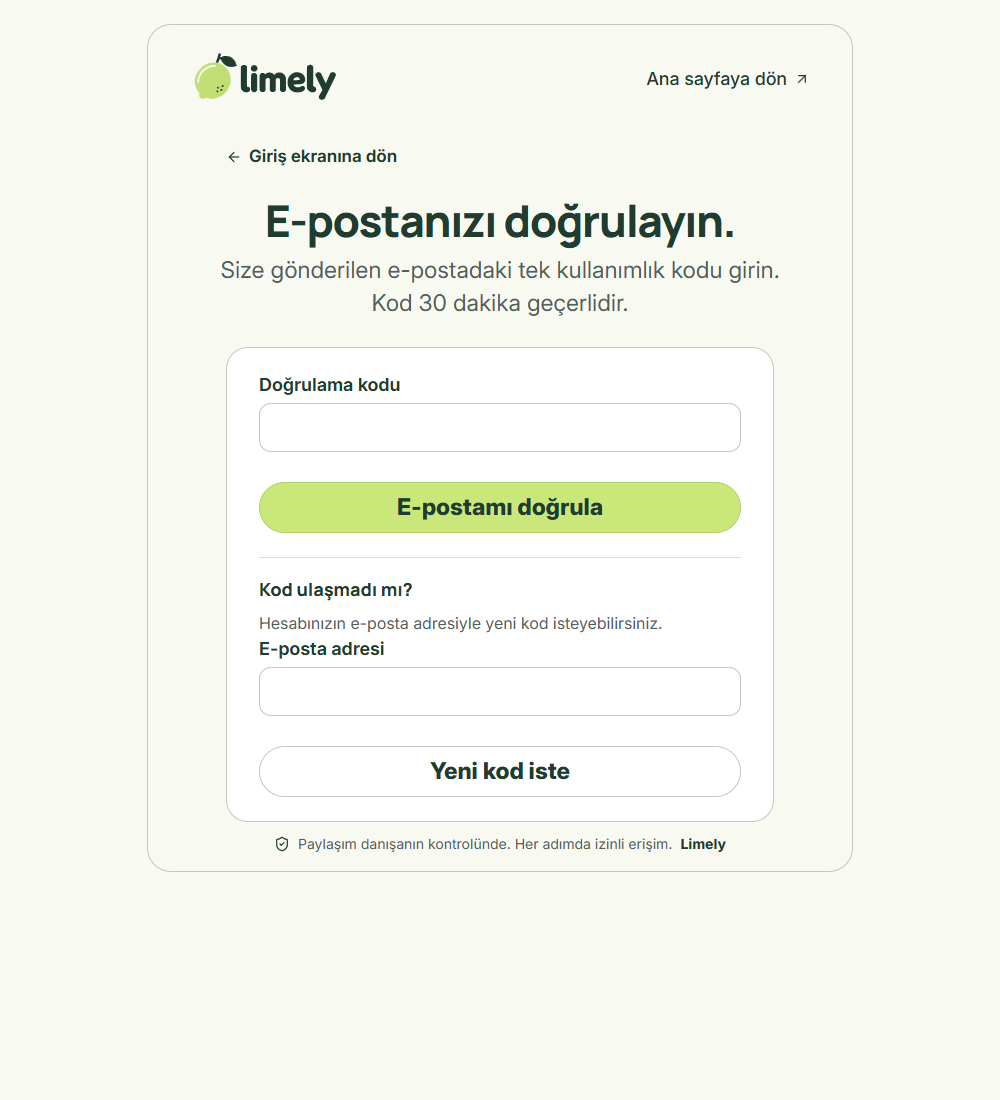 limely
Ana sayfaya dön
Giriş ekranına dön
E-postanızı doğrulayın.
Size gönderilen e-postadaki tek kullanımlık kodu girin.
Kod 30 dakika geçerlidir.
Doğrulama kodu
E-postamı doğrula
Kod ulaşmadı mı?
Hesabınızın e-posta adresiyle yeni kod isteyebilirsiniz.
E-posta adresi
Yeni kod iste
Paylaşım danışanın kontrolünde. Her adımda izinli erişim. Limely